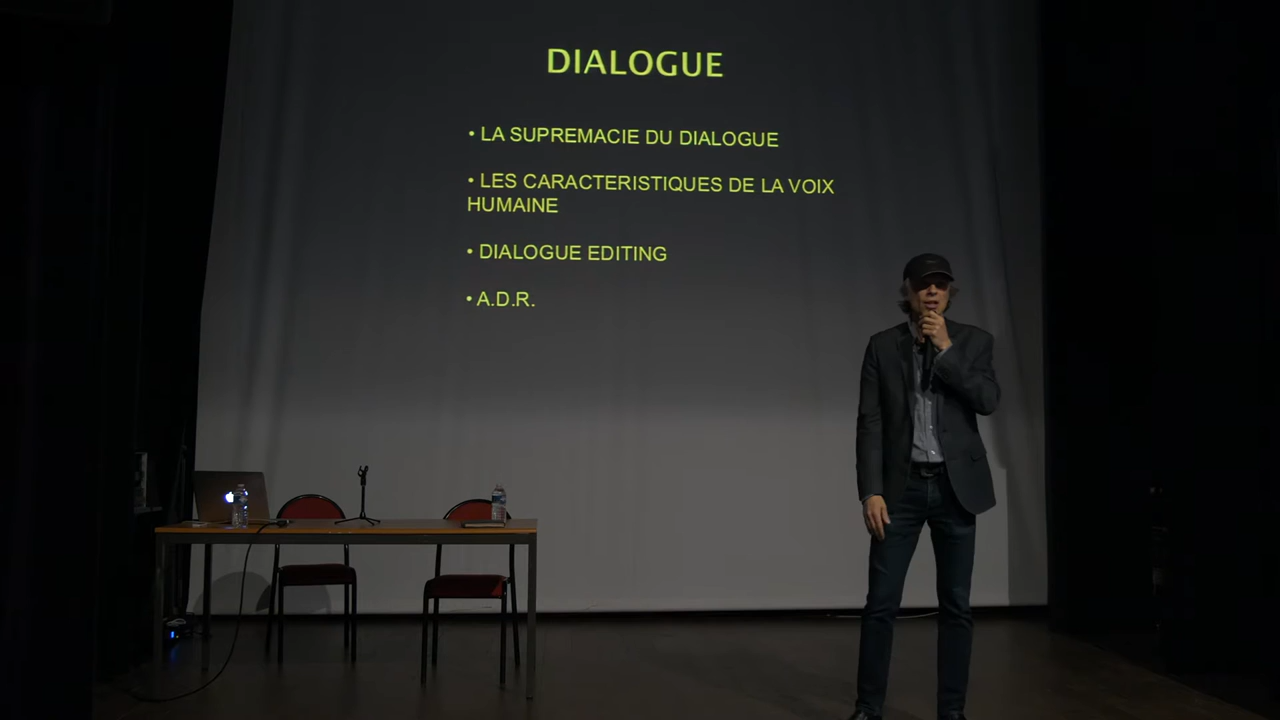 DIALOGUE
• LA SUPREMACIE DU DIALOGUE
• LES CARACTERISTIQUES DE LA VOIX
HUMAINE
• DIALOGUE EDITING
• A.D.R.